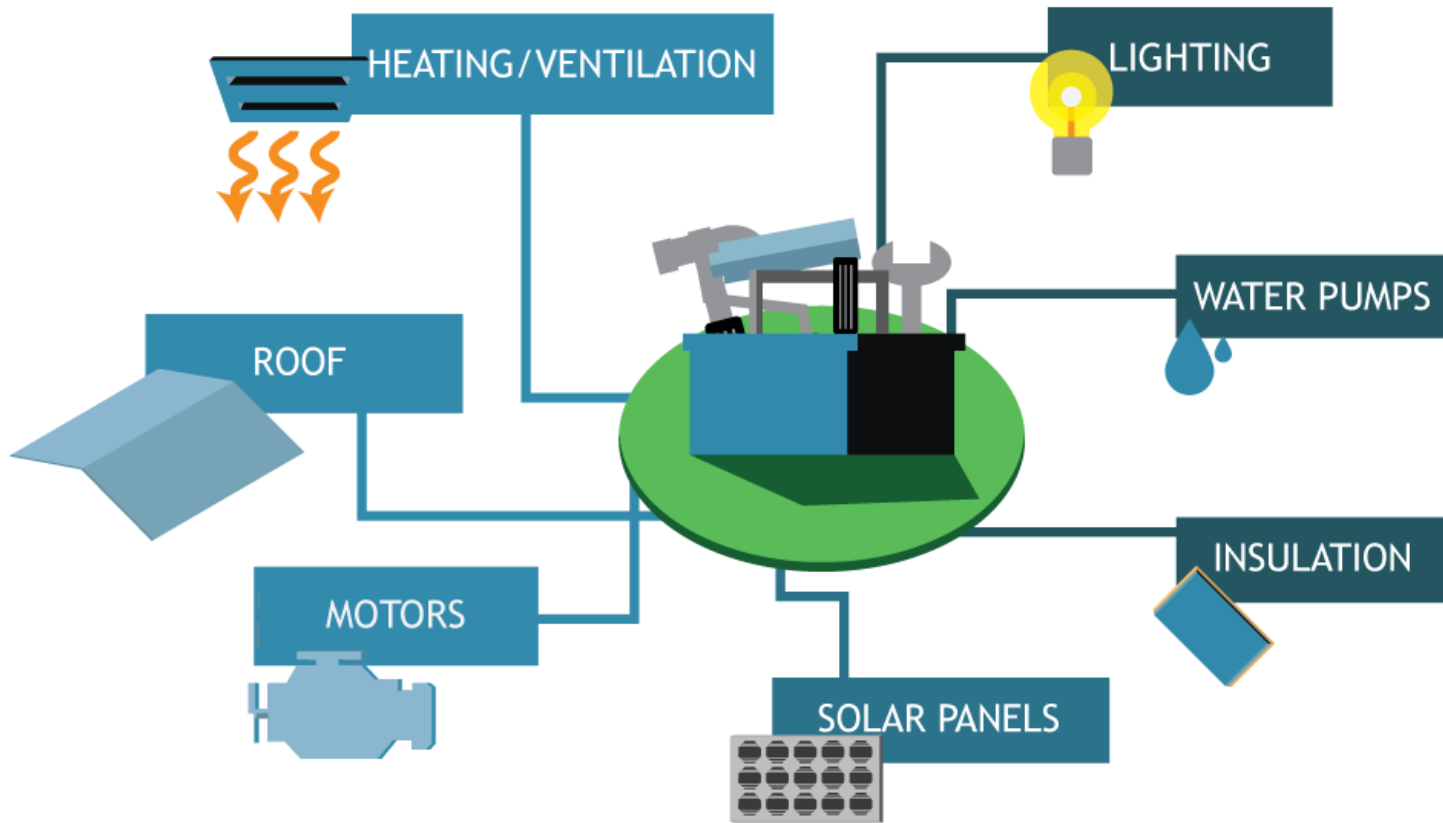 HEATING/VENTILATION
LIGHTING
WATER PUMPS
ROOF
INSULATION
MOTORS
SOLAR PANELS